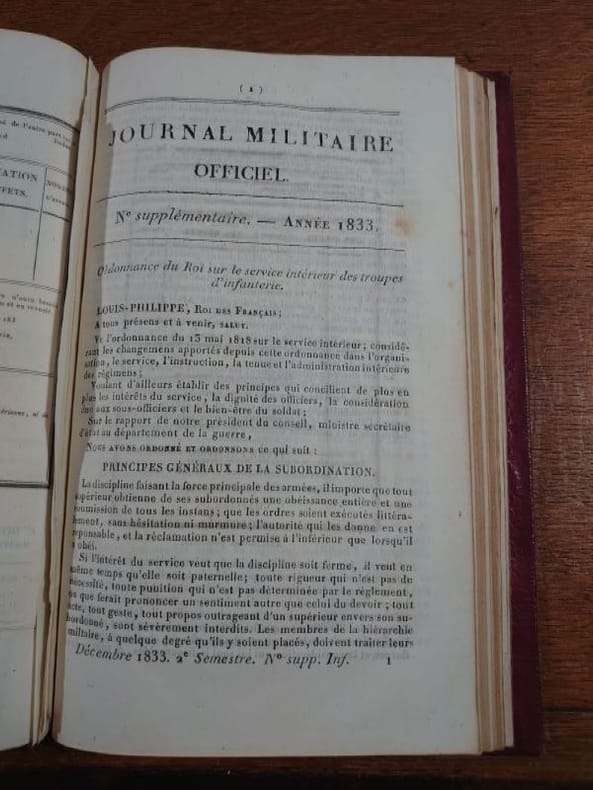 é de l'autre part
ATION
FETS.
( 1 )
JOURNAL MILITAIRE
OFFICIEL.
N° supplémentaire. — ANNÉE 1833.
Ordonnance du Roi sur le service intérieur des troupes
d'infanterie.
LOUIS-PHILIPPE, ROI DES FRANÇAIS;
A tous présens et à venir, SALUT.
Vu l'ordonnance du 13 mai 1818 sur le service intérieur; considé-
rant les changemens apportés depuis cette ordonnance dans l'organi-
sation, le service, l'instruction, la tenue et l'administration intérieure
des régimens;
Voulant d'ailleurs établir des principes qui concilient de plus en
plus les intérêts du service, la dignité des officiers, la considération
due aux sous-officiers et le bien-être du soldat;
Sur le rapport de notre président du conseil, ministre secrétaire
d'état au département de la guerre,
NOUS AVONS ORDONNÉ ET ORDONNONS ce qui suit :
PRINCIPES GÉNÉRAUX DE LA SUBORDINATION.
La discipline faisant la force principale des armées, il importe que tout
supérieur obtienne de ses subordonnés une obéissance entière et une
soumission de tous les instans; que les ordres soient exécutés littéra-
lement, sans hésitation ni murmure; l'autorité qui les donne en est
responsable, et la réclamation n'est permise à l'inférieur que lorsqu'il
a obéi.
Si l'intérêt du service veut que la discipline soit ferme, il veut en
même temps qu'elle soit paternelle; toute rigueur qui n'est pas de
nécessité, toute punition qui n'est pas déterminée par le règlement,
ou que ferait prononcer un sentiment autre que celui du devoir; tout
acte, tout geste, tout propos outrageant d'un supérieur envers son su-
bordonné, sont sévèrement interdits. Les membres de la hiérarchie
militaire, à quelque degré qu'ils y soient placés, doivent traiter leurs
Décembre 1833. 2e Semestre. N° supp. Inf. 1